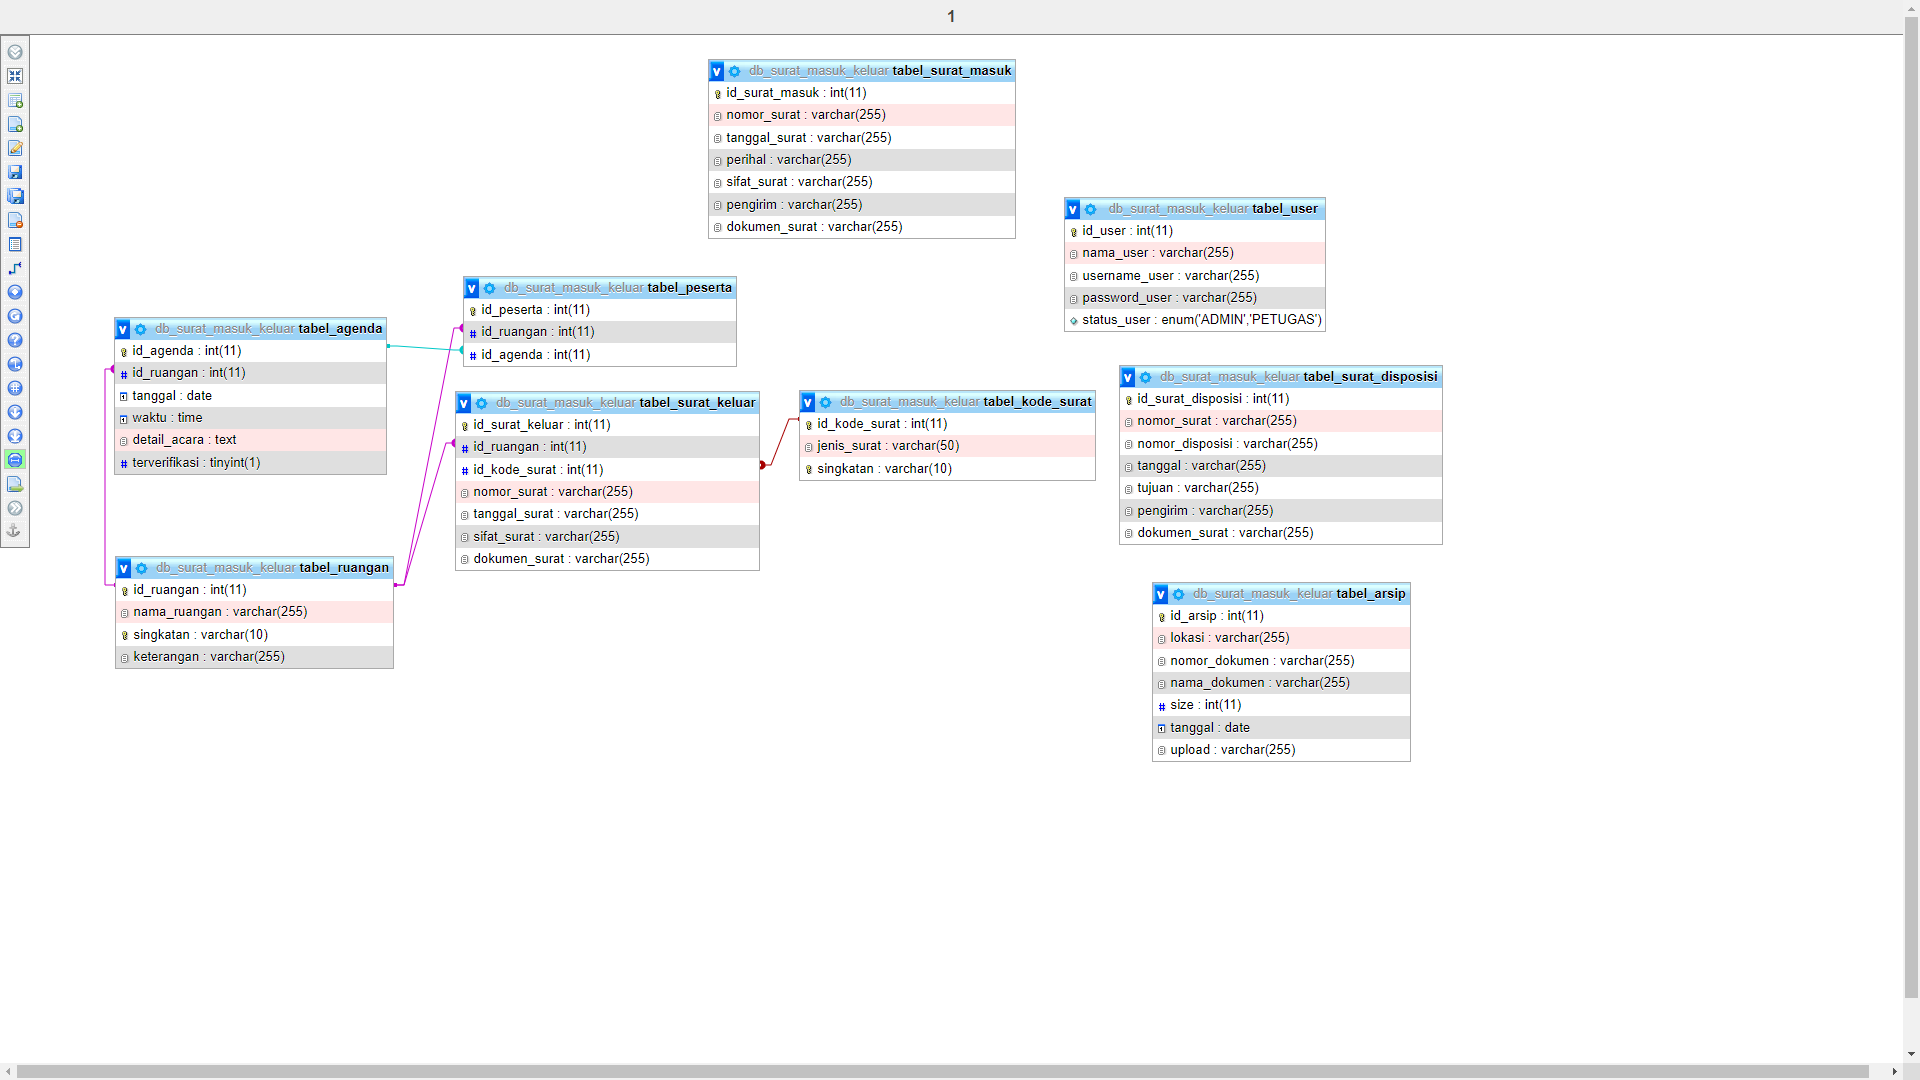 1
db_surat_masuk_keluar tabel_surat_masuk
id_surat_masuk : int(11)
nomor_surat : varchar(255)
tanggal_surat : varchar(255)
perihal : varchar(255)
sifat_surat : varchar(255)
pengirim : varchar(255)
dokumen_surat : varchar(255)
db_surat_masuk_keluar tabel_user
id_user : int(11)
nama_user : varchar(255)
username_user : varchar(255)
password_user : varchar(255)
status_user : enum('ADMIN','PETUGAS')
db_surat_masuk_keluar tabel_peserta
id_peserta : int(11)
id_ruangan : int(11)
id_agenda : int(11)
db_surat_masuk_keluar tabel_agenda
id_agenda : int(11)
id_ruangan : int(11)
tanggal : date
waktu : time
detail_acara : text
terverifikasi : tinyint(1)
db_surat_masuk_keluar tabel_surat_keluar
id_surat_keluar : int(11)
id_ruangan : int(11)
id_kode_surat : int(11)
nomor_surat : varchar(255)
tanggal_surat : varchar(255)
sifat_surat : varchar(255)
dokumen_surat : varchar(255)
db_surat_masuk_keluar tabel_kode_surat
id_kode_surat : int(11)
jenis_surat : varchar(50)
singkatan : varchar(10)
db_surat_masuk_keluar tabel_surat_disposisi
id_surat_disposisi : int(11)
nomor_surat : varchar(255)
nomor_disposisi : varchar(255)
tanggal : varchar(255)
tujuan : varchar(255)
pengirim : varchar(255)
dokumen_surat : varchar(255)
db_surat_masuk_keluar tabel_ruangan
id_ruangan : int(11)
nama_ruangan : varchar(255)
singkatan : varchar(10)
keterangan : varchar(255)
db_surat_masuk_keluar tabel_arsip
id_arsip : int(11)
lokasi : varchar(255)
nomor_dokumen : varchar(255)
nama_dokumen : varchar(255)
size : int(11)
tanggal : date
upload : varchar(255)